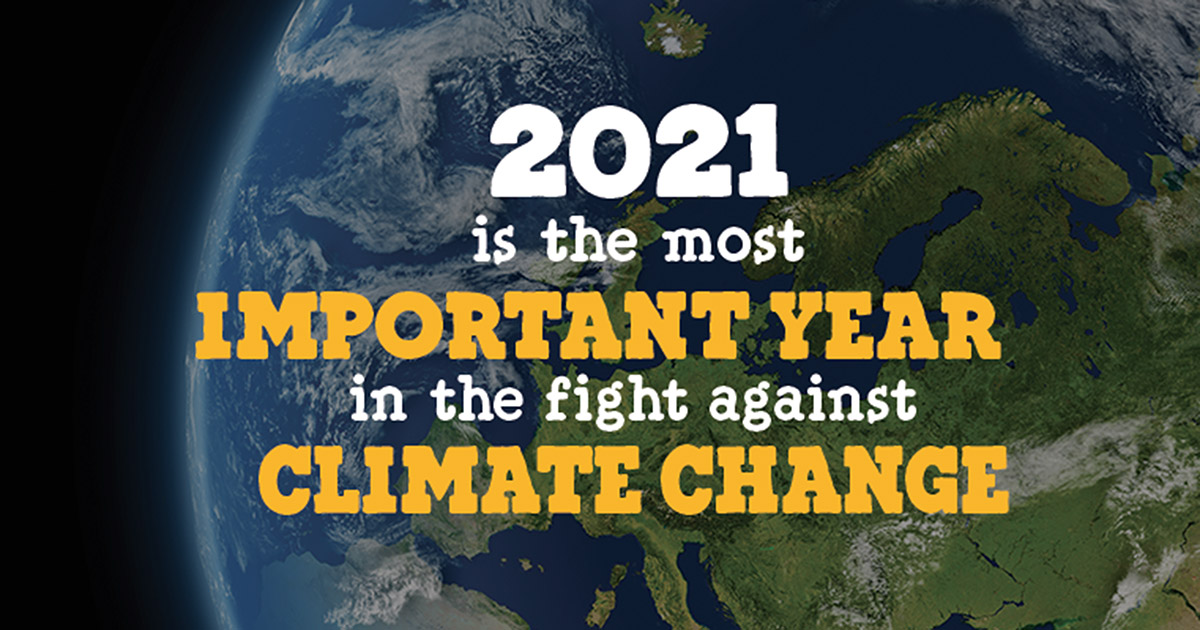 2021
is the most
IMPORTANT YEAR
in the fight against
CLIMATE CHANGE